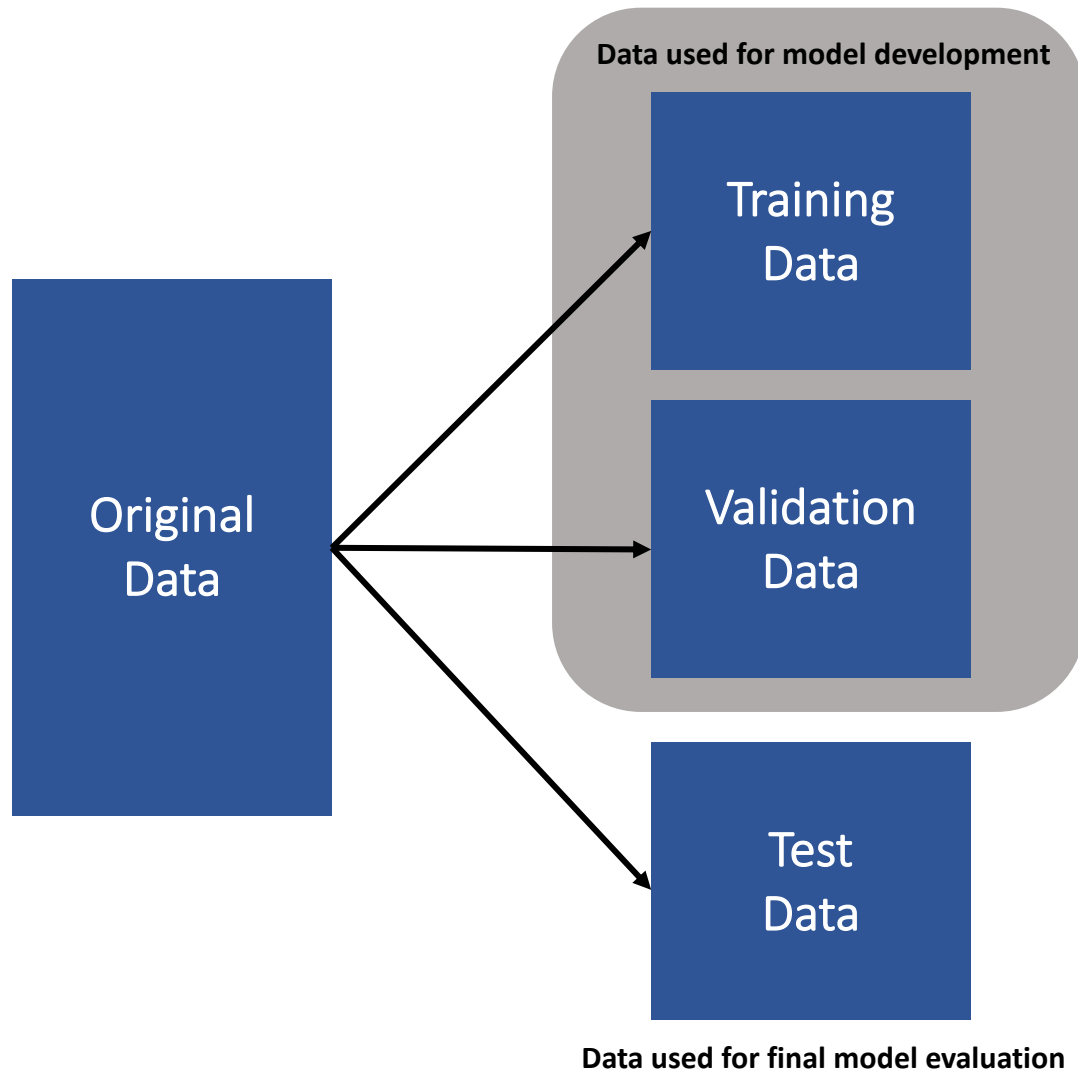 Data used for model development
Training
Data
Original
Data
Validation
Data
Test
Data
Data used for final model evaluation